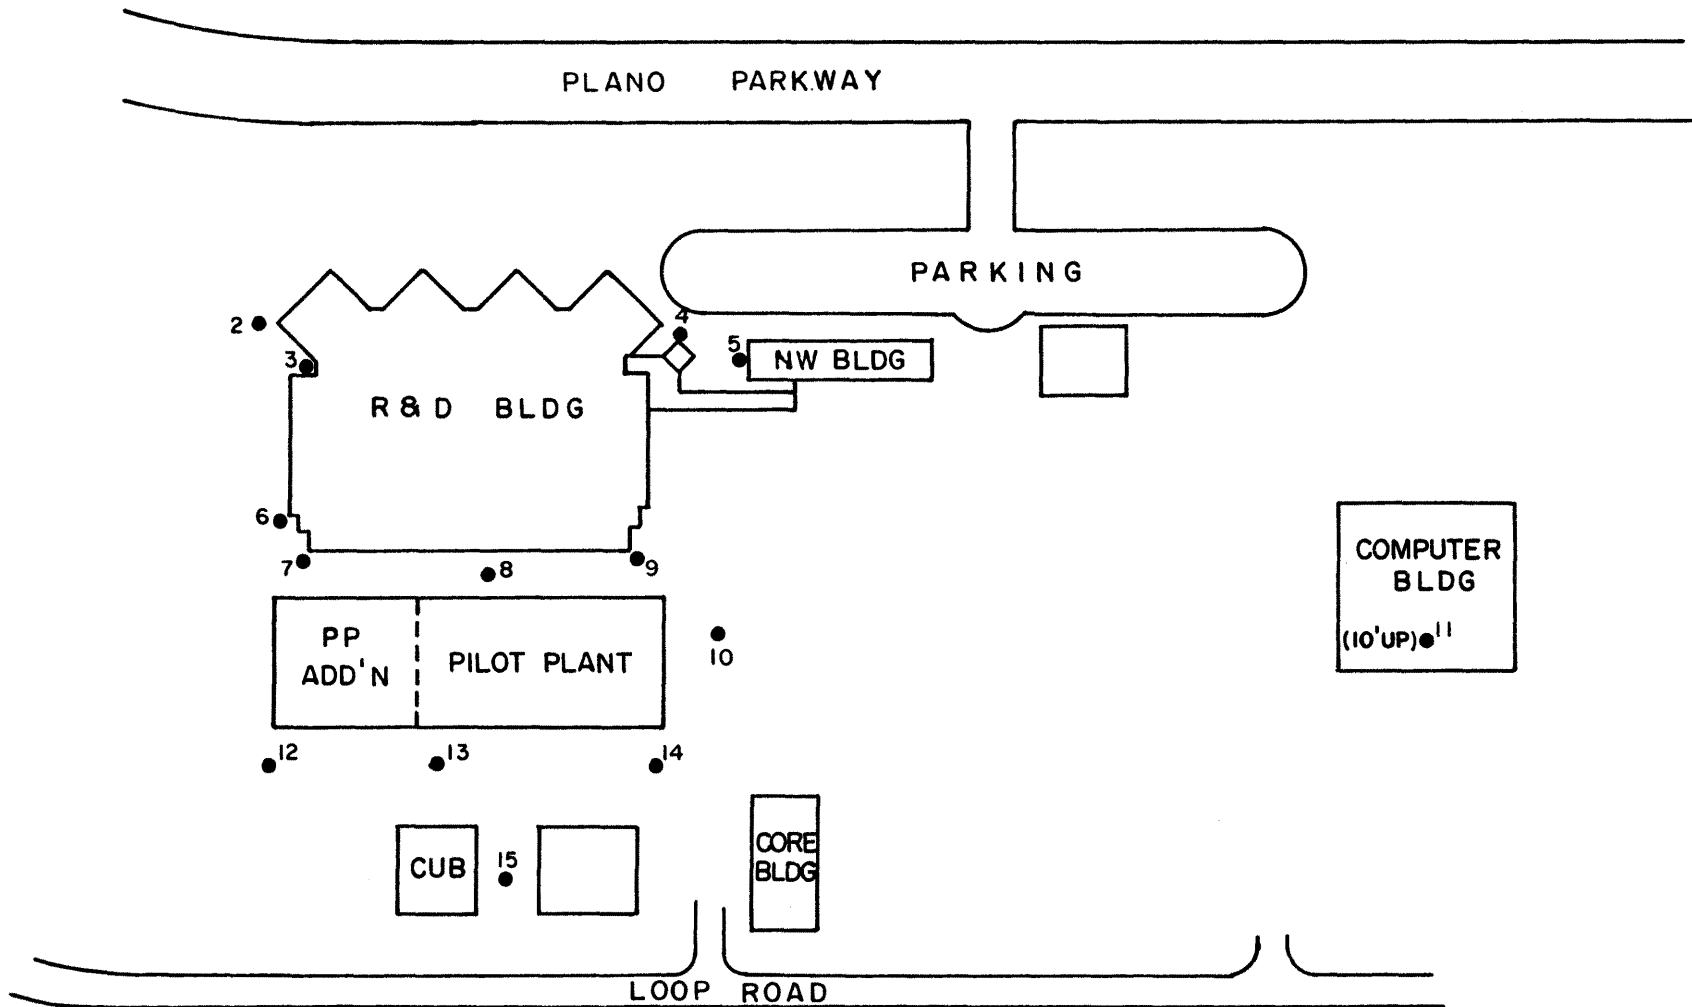 PLANO PARKWAY
PARKING
2
4
3
5
NW BLDG
R&D BLDG
6
7
8
9
COMPUTER
BLDG
(10'UP) 11
PP
ADD'N
PILOT PLANT
10
12
13
14
CORE
BLDG
CUB
15
LOOP ROAD